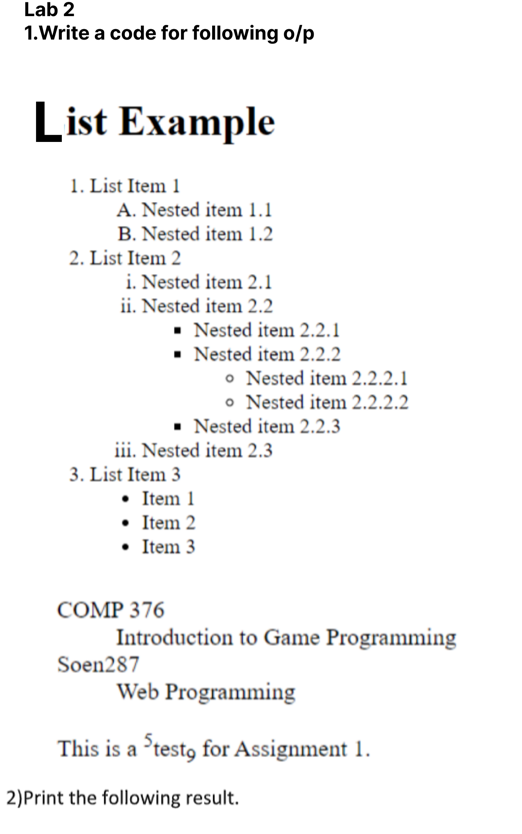 Lab 2
1.Write a code for following o/p
List Example
1. List Item 1
A. Nested item 1.1
B. Nested item 1.2
2. List Item 2
i. Nested item 2.1
ii. Nested item 2.2
▪ Nested item 2.2.1
▪ Nested item 2.2.2
○ Nested item 2.2.2.1
○ Nested item 2.2.2.2
▪ Nested item 2.2.3
iii. Nested item 2.3
3. List Item 3
• Item 1
• Item 2
• Item 3
COMP 376
Introduction to Game Programming
Soen287
Web Programming
This is a ⁵test₉ for Assignment 1.
2)Print the following result.